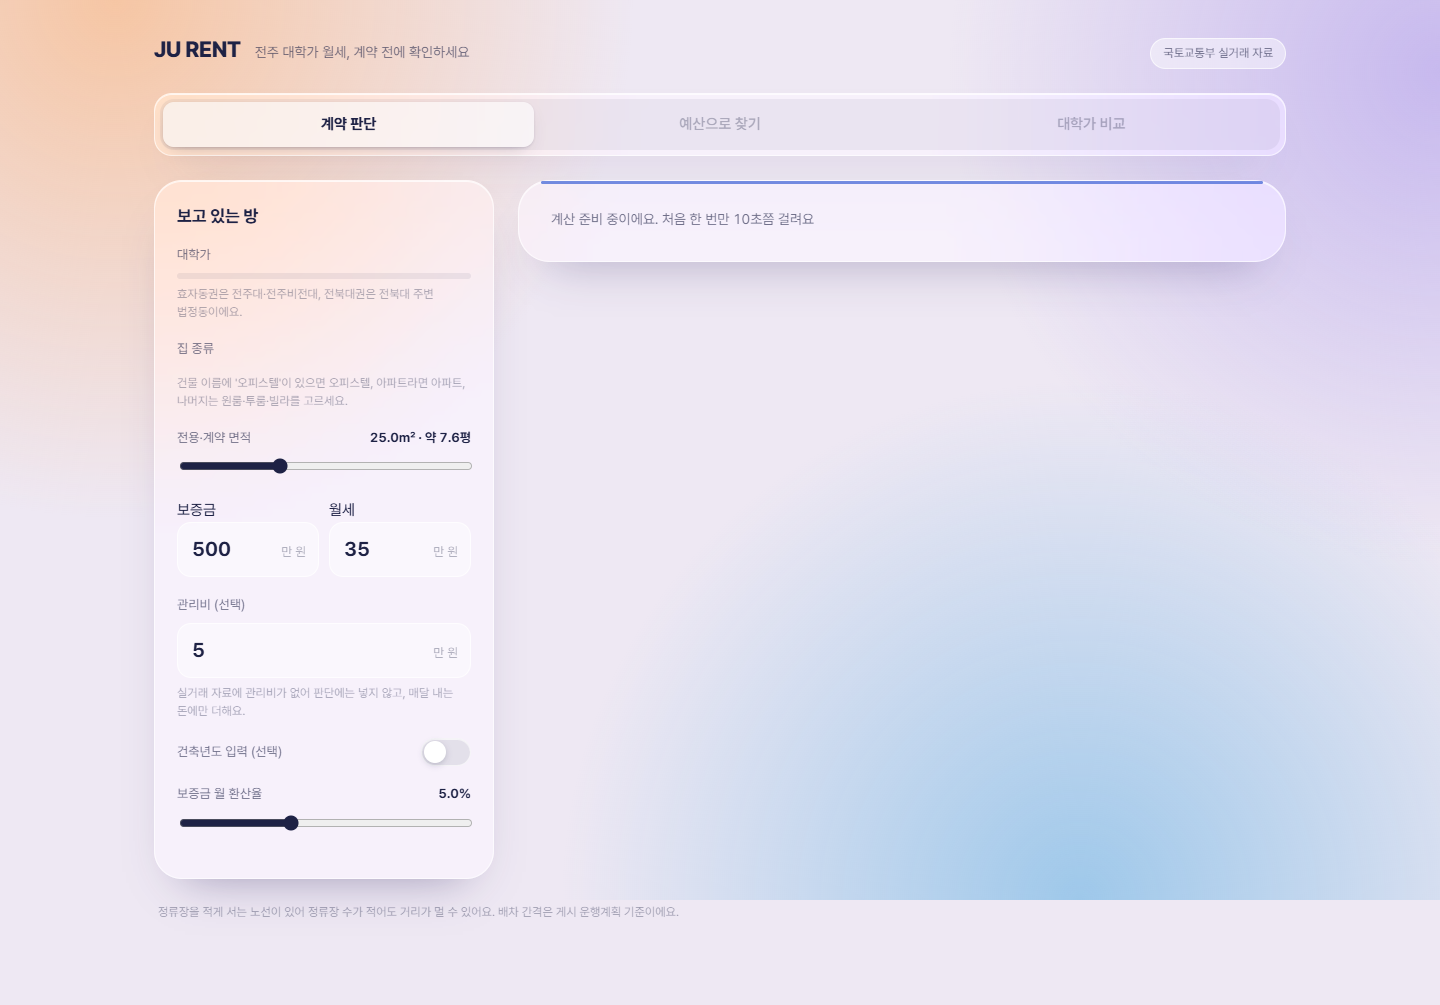 JU RENT
전주 대학가 월세, 계약 전에 확인하세요
국토교통부 실거래 자료
계약 판단
예산으로 찾기
대학가 비교
보고 있는 방
대학가
효자동권은 전주대·전주비전대, 전북대권은 전북대 주변
법정동이에요.
집 종류
건물 이름에 '오피스텔'이 있으면 오피스텔, 아파트라면 아파트,
나머지는 원룸·투룸·빌라를 고르세요.
전용·계약 면적
25.0m² · 약 7.6평
보증금
월세
500 만 원
35 만 원
관리비 (선택)
5 만 원
실거래 자료에 관리비가 없어 판단에는 넣지 않고, 매달 내는
돈에만 더해요.
건축년도 입력 (선택)
보증금 월 환산율
5.0%
계산 준비 중이에요. 처음 한 번만 10초쯤 걸려요
정류장을 적게 서는 노선이 있어 정류장 수가 적어도 거리가 멀 수 있어요. 배차 간격은 게시 운행계획 기준이에요.